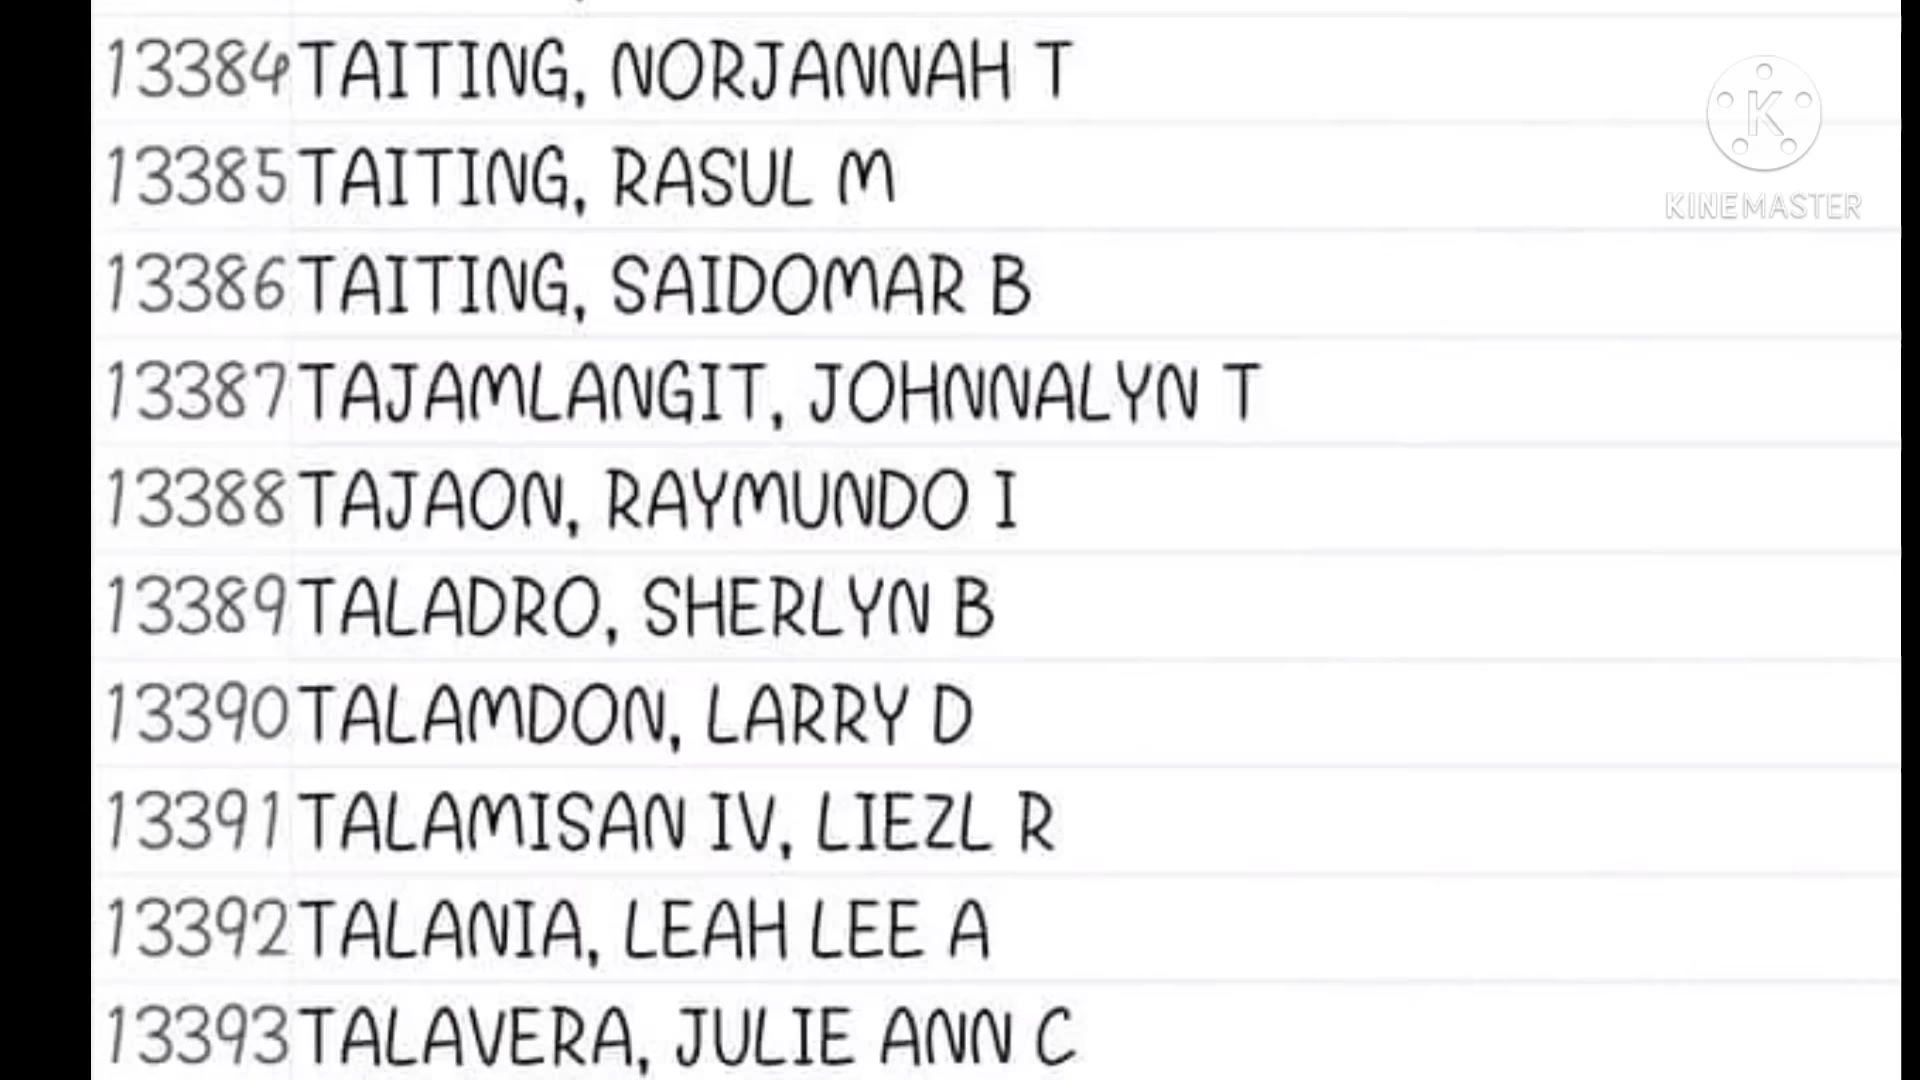 13384 TAITING, NORJANNAH T
13385 TAITING, RASUL M
13386 TAITING, SAIDOMAR B
13387 TAJAMLANGIT, JOHNNALYN T
13388 TAJAON, RAYMUNDO I
13389 TALADRO, SHERLYN B
13390 TALAMDON, LARRY D
13391 TALAMISAN IV, LIEZL R
13392 TALANIA, LEAH LEE A
13393 TALAVERA, JULIE ANN C
K
KINEMASTER